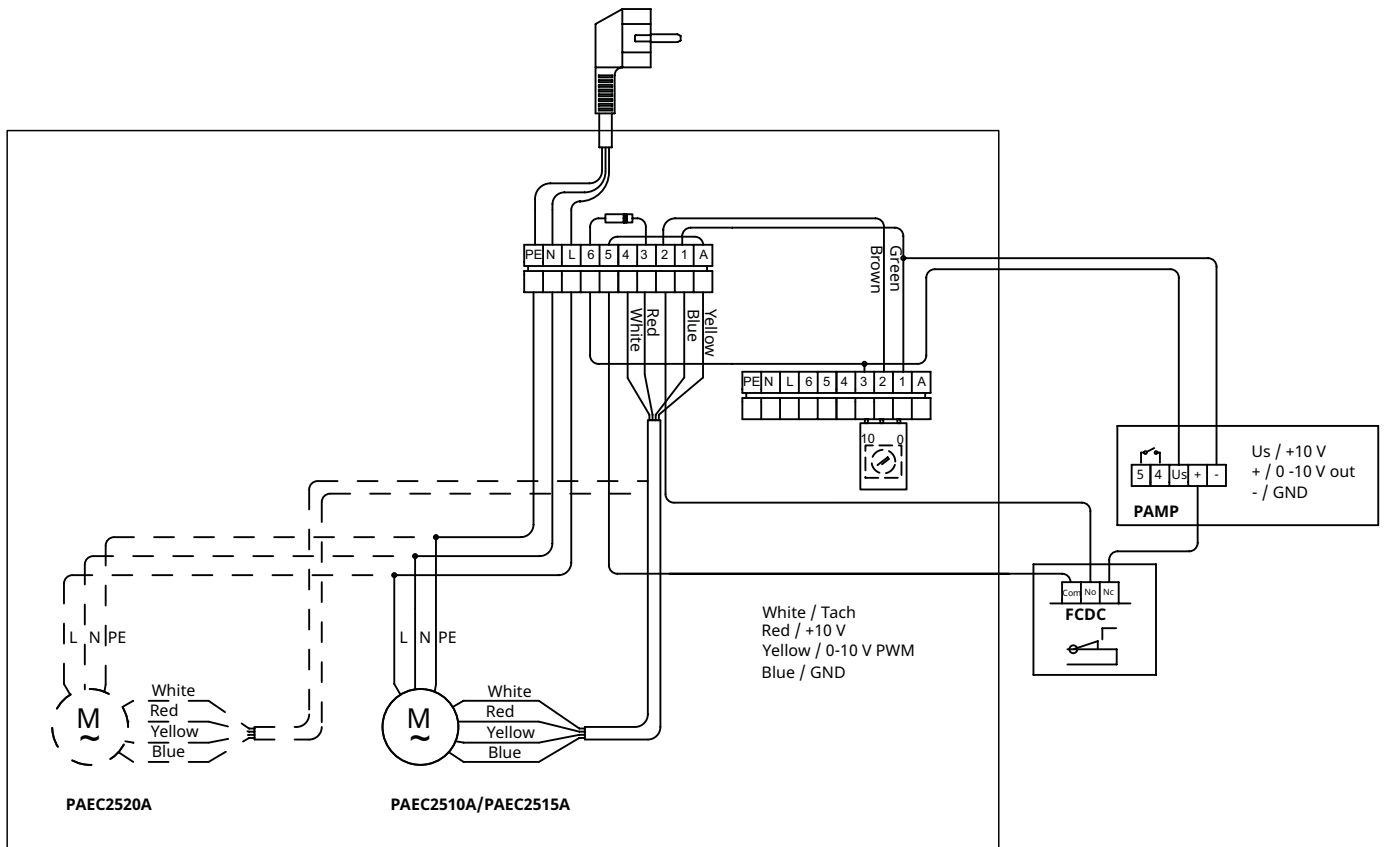 PE N L 6 5 4 3 2 1 A
White
Red
Blue
Yellow
Brown
Green
PE N L 6 5 4 3 2 1 A
10 0
5 4 Us + -
PAMP
Us / +10 V
+ / 0 -10 V out
- / GND
Com No Nc
FCDC
White / Tach
Red / +10 V
Yellow / 0-10 V PWM
Blue / GND
L N PE
M
~
White
Red
Yellow
Blue
PAEC2520A
L N PE
M
~
White
Red
Yellow
Blue
PAEC2510A/PAEC2515A